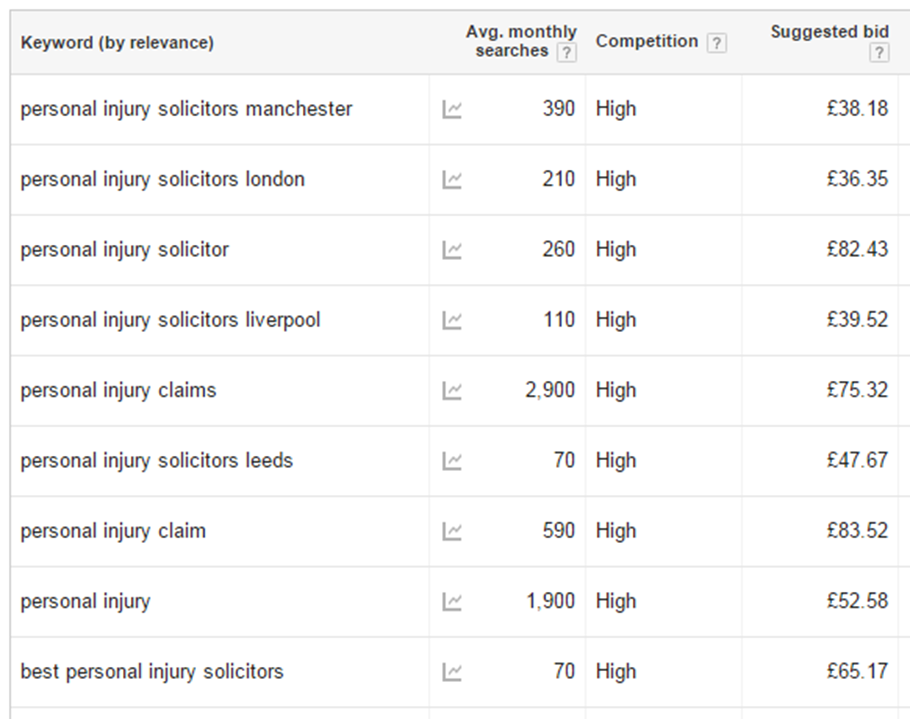 Keyword (by relevance) Avg. monthly searches ? Competition ? Suggested bid ?
personal injury solicitors manchester 390 High £38.18
personal injury solicitors london 210 High £36.35
personal injury solicitor 260 High £82.43
personal injury solicitors liverpool 110 High £39.52
personal injury claims 2,900 High £75.32
personal injury solicitors leeds 70 High £47.67
personal injury claim 590 High £83.52
personal injury 1,900 High £52.58
best personal injury solicitors 70 High £65.17